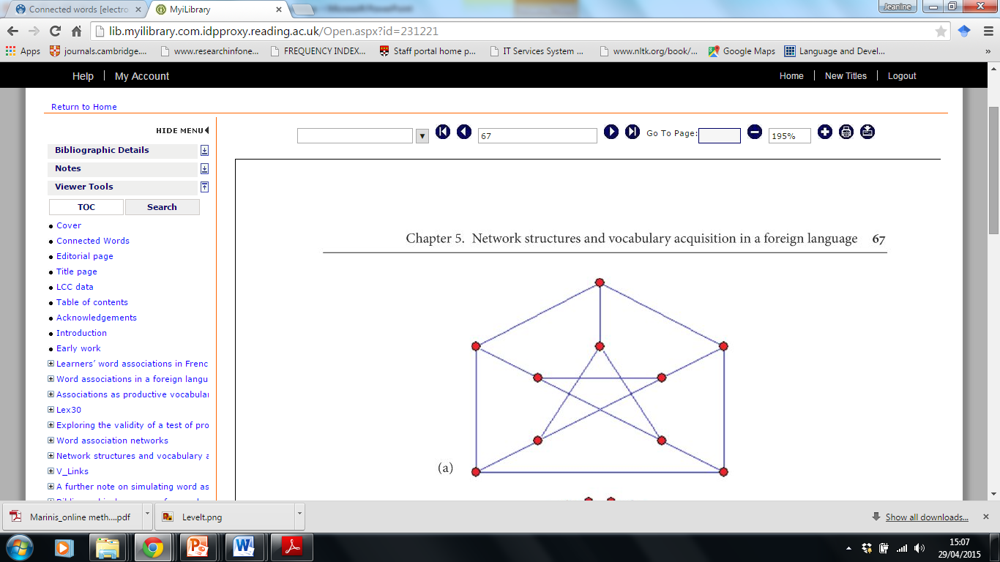 Connected words [electro
MyiLibrary
Jeanine
lib.myilibrary.com.idpproxy.reading.ac.uk/Open.aspx?id=231221
Apps journals.cambridge.... www.researchinfone... FREQUENCY INDEX... Staff portal home p... IT Services System ... www.nltk.org/book/... Google Maps Language and Devel... »
Help | My Account
Home | New Titles | Logout
Return to Home
HIDE MENU
67 Go To Page: 195%
Bibliographic Details
Notes
Viewer Tools
TOC Search
Cover
Connected Words
Editorial page
Title page
LCC data
Table of contents
Acknowledgements
Introduction
Early work
Learners' word associations in Frenc
Word associations in a foreign langu
Associations as productive vocabular
Lex30
Exploring the validity of a test of pro
Word association networks
Network structures and vocabulary a
V_Links
A further note on simulating word as
Chapter 5. Network structures and vocabulary acquisition in a foreign language 67
(a)
Marinis_online meth....pdf
Levelt.png
Show all downloads...
15:07
29/04/2015